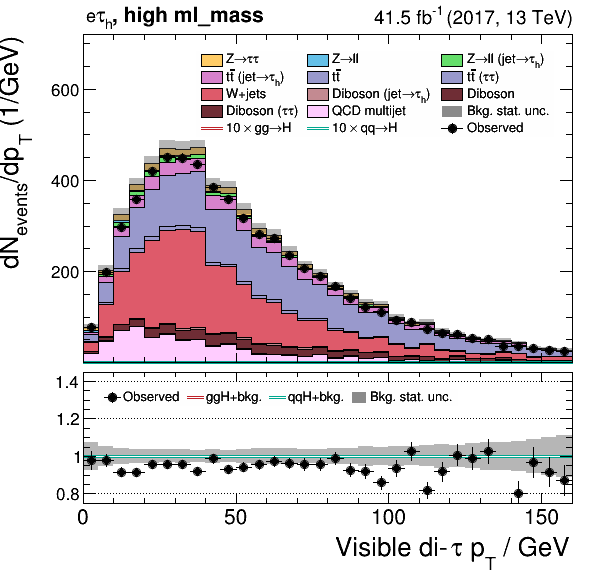 eτh, high ml_mass 41.5 fb-1 (2017, 13 TeV)
dNevents/dpT (1/GeV)
600
400
200
Z→ττ Z→ll Z→ll (jet→τh)
tt̄ (jet→τh) tt̄ tt̄ (ττ)
W+jets Diboson (jet→τh) Diboson
Diboson (ττ) QCD multijet Bkg. stat. unc.
10 × gg→H 10 × qq→H Observed
1.4
1.2
1
0.8
Observed ggH+bkg. qqH+bkg. Bkg. stat. unc.
0 50 100 150
Visible di-τ pT / GeV